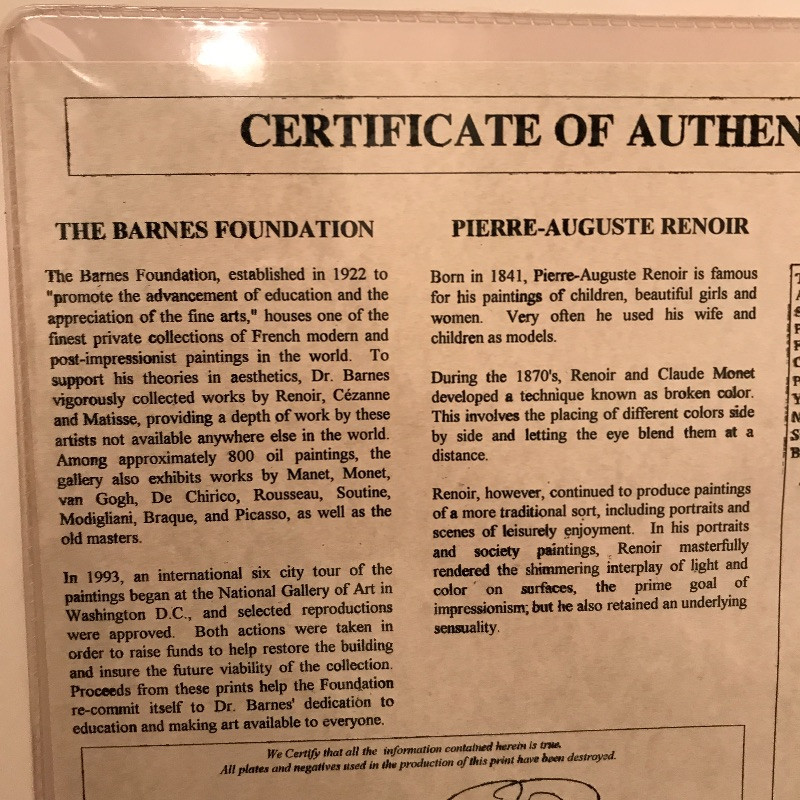 CERTIFICATE OF AUTHEN
THE BARNES FOUNDATION
The Barnes Foundation, established in 1922 to
"promote the advancement of education and the
appreciation of the fine arts," houses one of the
finest private collections of French modern and
post-impressionist paintings in the world. To
support his theories in aesthetics, Dr. Barnes
vigorously collected works by Renoir, Cézanne
and Matisse, providing a depth of work by these
artists not available anywhere else in the world.
Among approximately 800 oil paintings, the
gallery also exhibits works by Manet, Monet,
van Gogh, De Chirico, Rousseau, Soutine,
Modigliani, Braque, and Picasso, as well as the
old masters.
In 1993, an international six city tour of the
paintings began at the National Gallery of Art in
Washington D.C., and selected reproductions
were approved. Both actions were taken in
order to raise funds to help restore the building
and insure the future viability of the collection.
Proceeds from these prints help the Foundation
re-commit itself to Dr. Barnes' dedication to
education and making art available to everyone.
PIERRE-AUGUSTE RENOIR
Born in 1841, Pierre-Auguste Renoir is famous
for his paintings of children, beautiful girls and
women. Very often he used his wife and
children as models.
During the 1870's, Renoir and Claude Monet
developed a technique known as broken color.
This involves the placing of different colors side
by side and letting the eye blend them at a
distance.
Renoir, however, continued to produce paintings
of a more traditional sort, including portraits and
scenes of leisurely enjoyment. In his portraits
and society paintings, Renoir masterfully
rendered the shimmering interplay of light and
color on surfaces, the prime goal of
impressionism; but he also retained an underlying
sensuality.
We Certify that all the information contained herein is true.
All plates and negatives used in the production of this print have been destroyed.